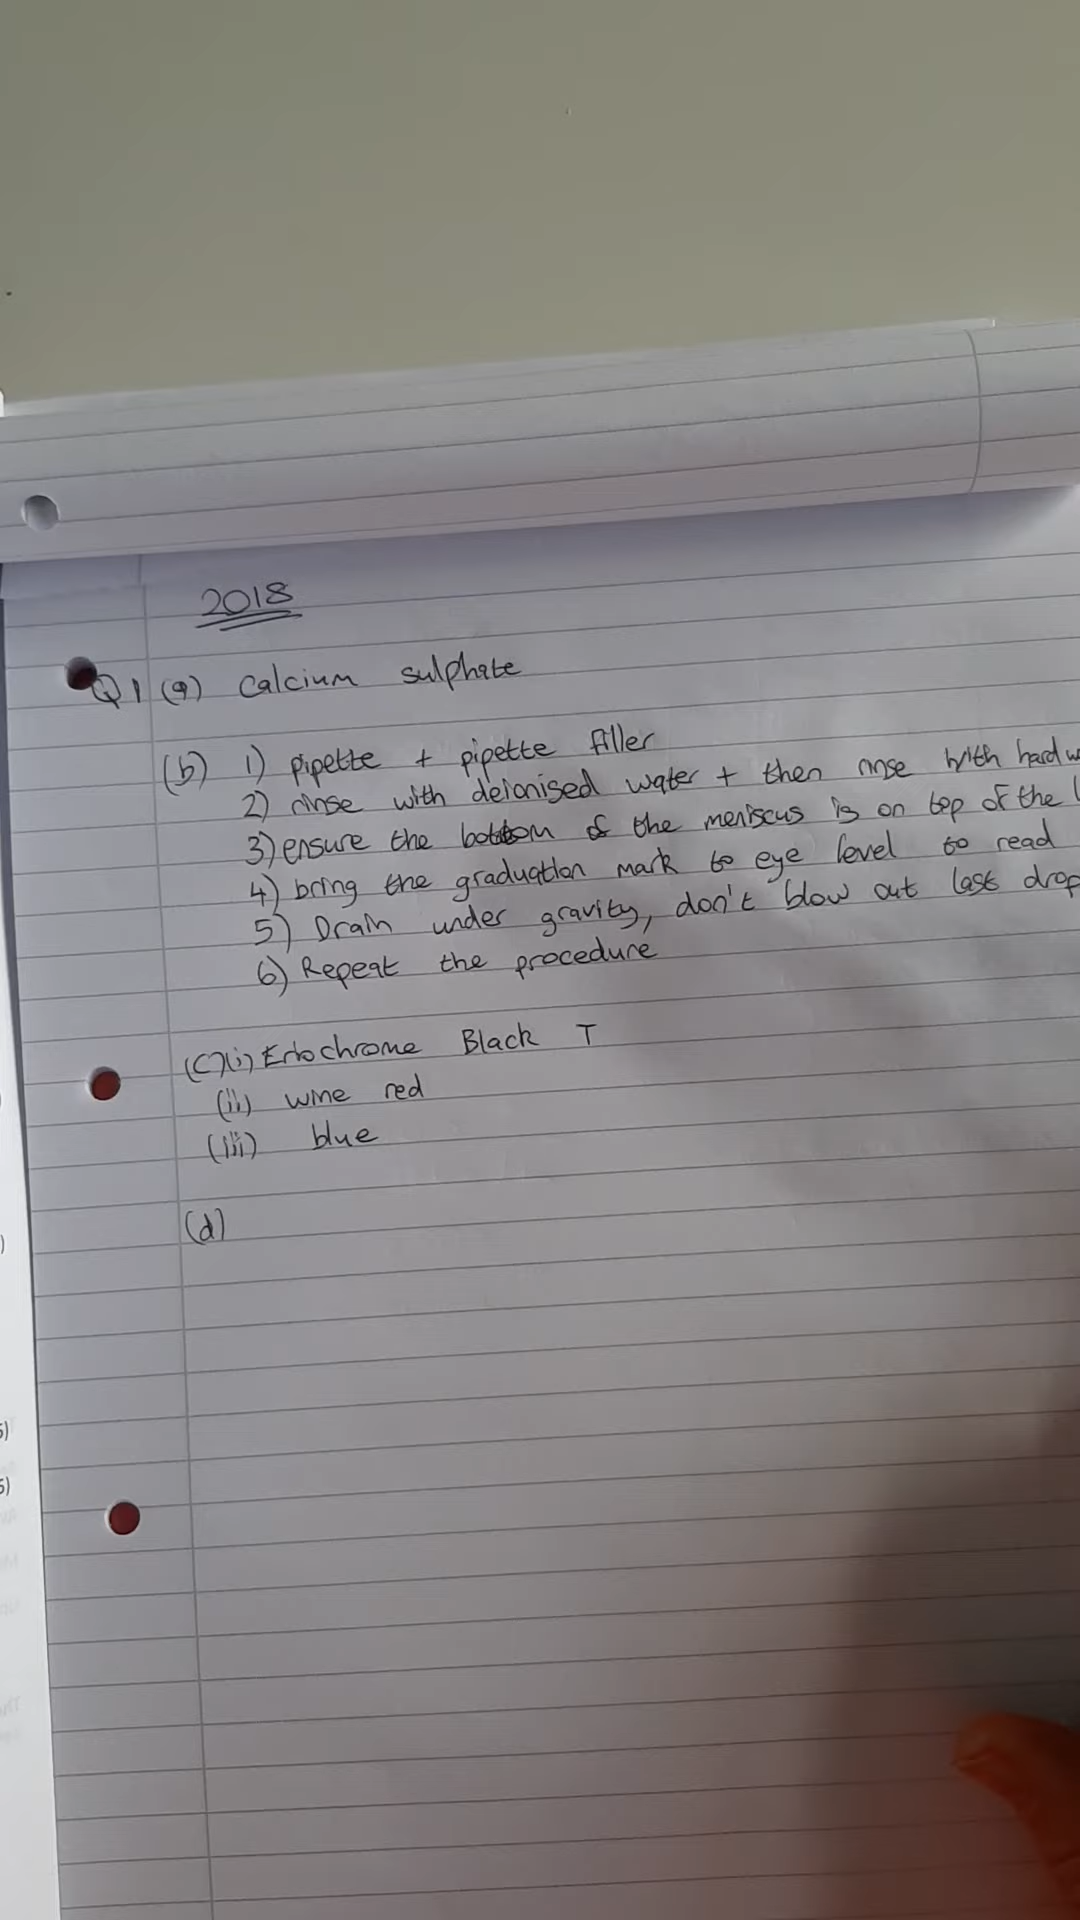 2018
Q1 (a) Calcium sulphate
(b) 1) pipette + pipette filler
2) rinse with deionised water + then rinse with hard w
3) ensure the bottom of the meniscus is on top of the l
4) bring the graduation mark to eye level to read
5) Drain under gravity, don't blow out last drop
6) Repeat the procedure
(c)(i) Eriochrome Black T
(ii) wine red
(iii) blue
(d)
)
5)
6)